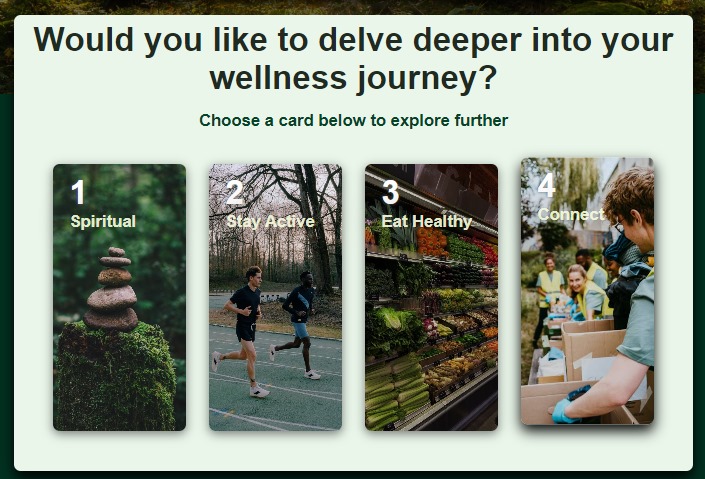 Would you like to delve deeper into your
wellness journey?
Choose a card below to explore further
1
Spiritual
2
Stay Active
3
Eat Healthy
4
Connect